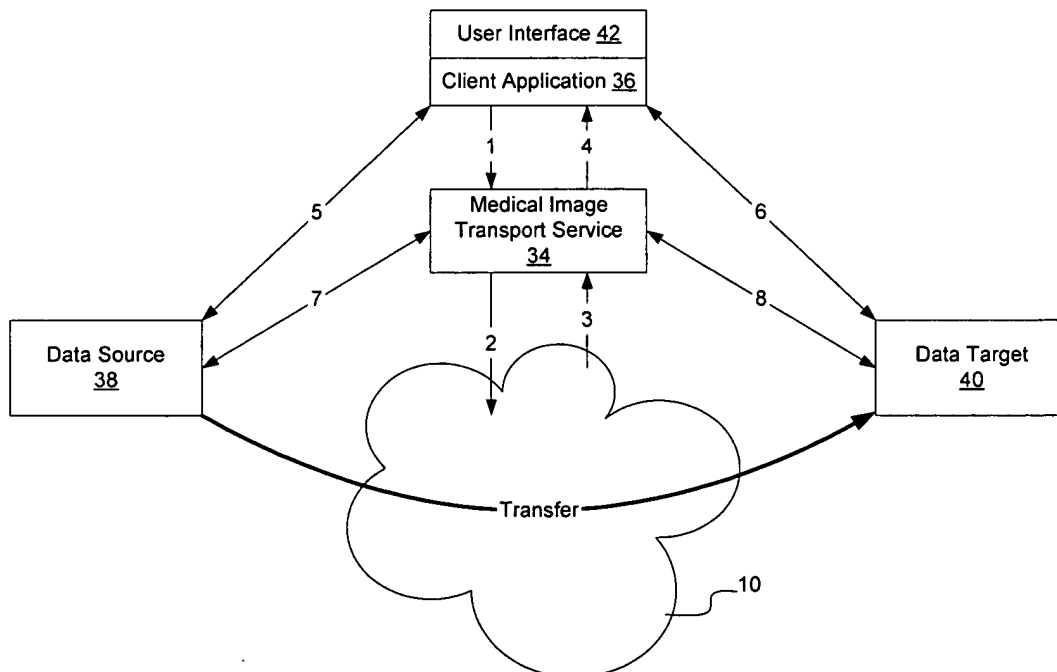 User Interface 42
Client Application 36
1
4
5
6
Medical Image
Transport Service
34
7
8
2
3
Data Source
38
Data Target
40
Transfer
10